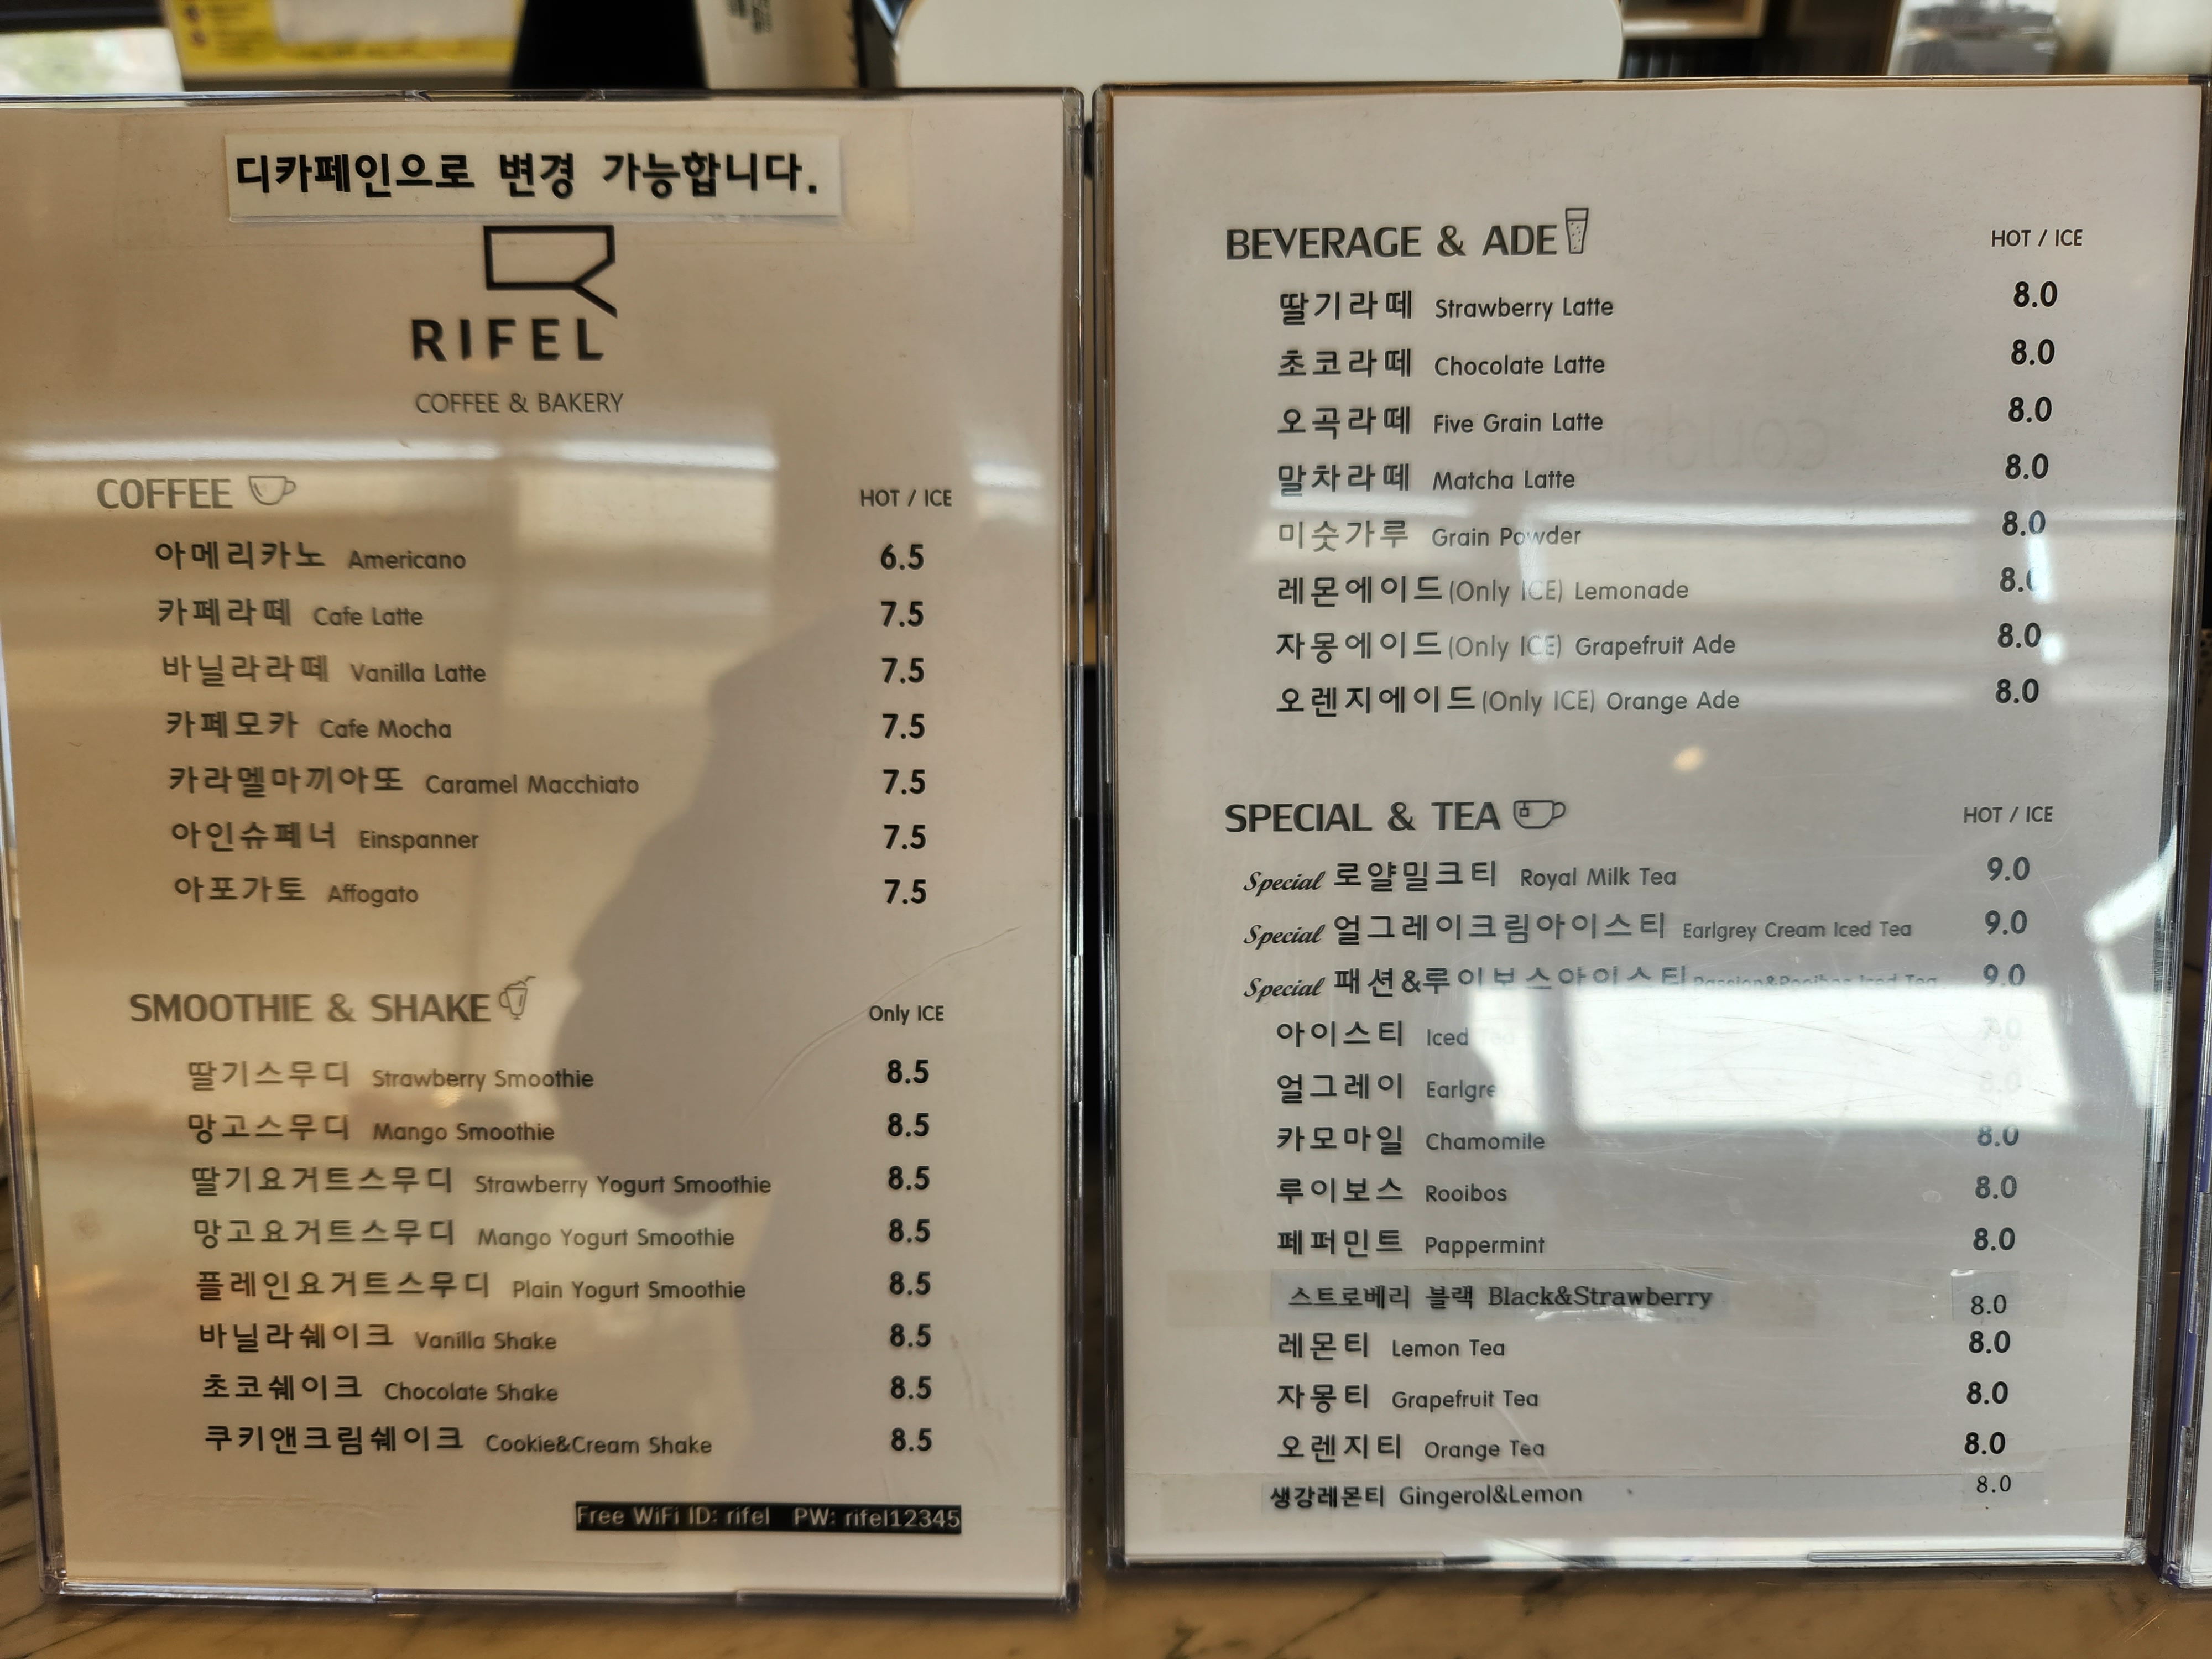 디카페인으로 변경 가능합니다.
RIFEL
COFFEE & BAKERY
COFFEE HOT / ICE
아메리카노 Americano 6.5
카페라떼 Cafe Latte 7.5
바닐라라떼 Vanilla Latte 7.5
카페모카 Cafe Mocha 7.5
카라멜마끼아또 Caramel Macchiato 7.5
아인슈페너 Einspanner 7.5
아포가토 Affogato 7.5
SMOOTHIE & SHAKE Only ICE
딸기스무디 Strawberry Smoothie 8.5
망고스무디 Mango Smoothie 8.5
딸기요거트스무디 Strawberry Yogurt Smoothie 8.5
망고요거트스무디 Mango Yogurt Smoothie 8.5
플레인요거트스무디 Plain Yogurt Smoothie 8.5
바닐라쉐이크 Vanilla Shake 8.5
초코쉐이크 Chocolate Shake 8.5
쿠키앤크림쉐이크 Cookie&Cream Shake 8.5
Free WiFi ID: rifel PW: rifel12345
BEVERAGE & ADE HOT / ICE
딸기라떼 Strawberry Latte 8.0
초코라떼 Chocolate Latte 8.0
오곡라떼 Five Grain Latte 8.0
말차라떼 Matcha Latte 8.0
미숫가루 Grain Powder 8.0
레몬에이드(Only ICE) Lemonade 8.0
자몽에이드(Only ICE) Grapefruit Ade 8.0
오렌지에이드(Only ICE) Orange Ade 8.0
SPECIAL & TEA HOT / ICE
Special 로얄밀크티 Royal Milk Tea 9.0
Special 얼그레이크림아이스티 Earlgrey Cream Iced Tea 9.0
Special 패션&루이보스아이스티 Passion&Rooibos Iced Tea 9.0
아이스티 Iced
얼그레이
카모마일 Chamomile 8.0
루이보스 Rooibos 8.0
페퍼민트 Pappermint 8.0
스트로베리 블랙 Black&Strawberry 8.0
레몬티 Lemon Tea 8.0
자몽티 Grapefruit Tea 8.0
오렌지티 Orange Tea 8.0
생강레몬티 Gingerol&Lemon 8.0